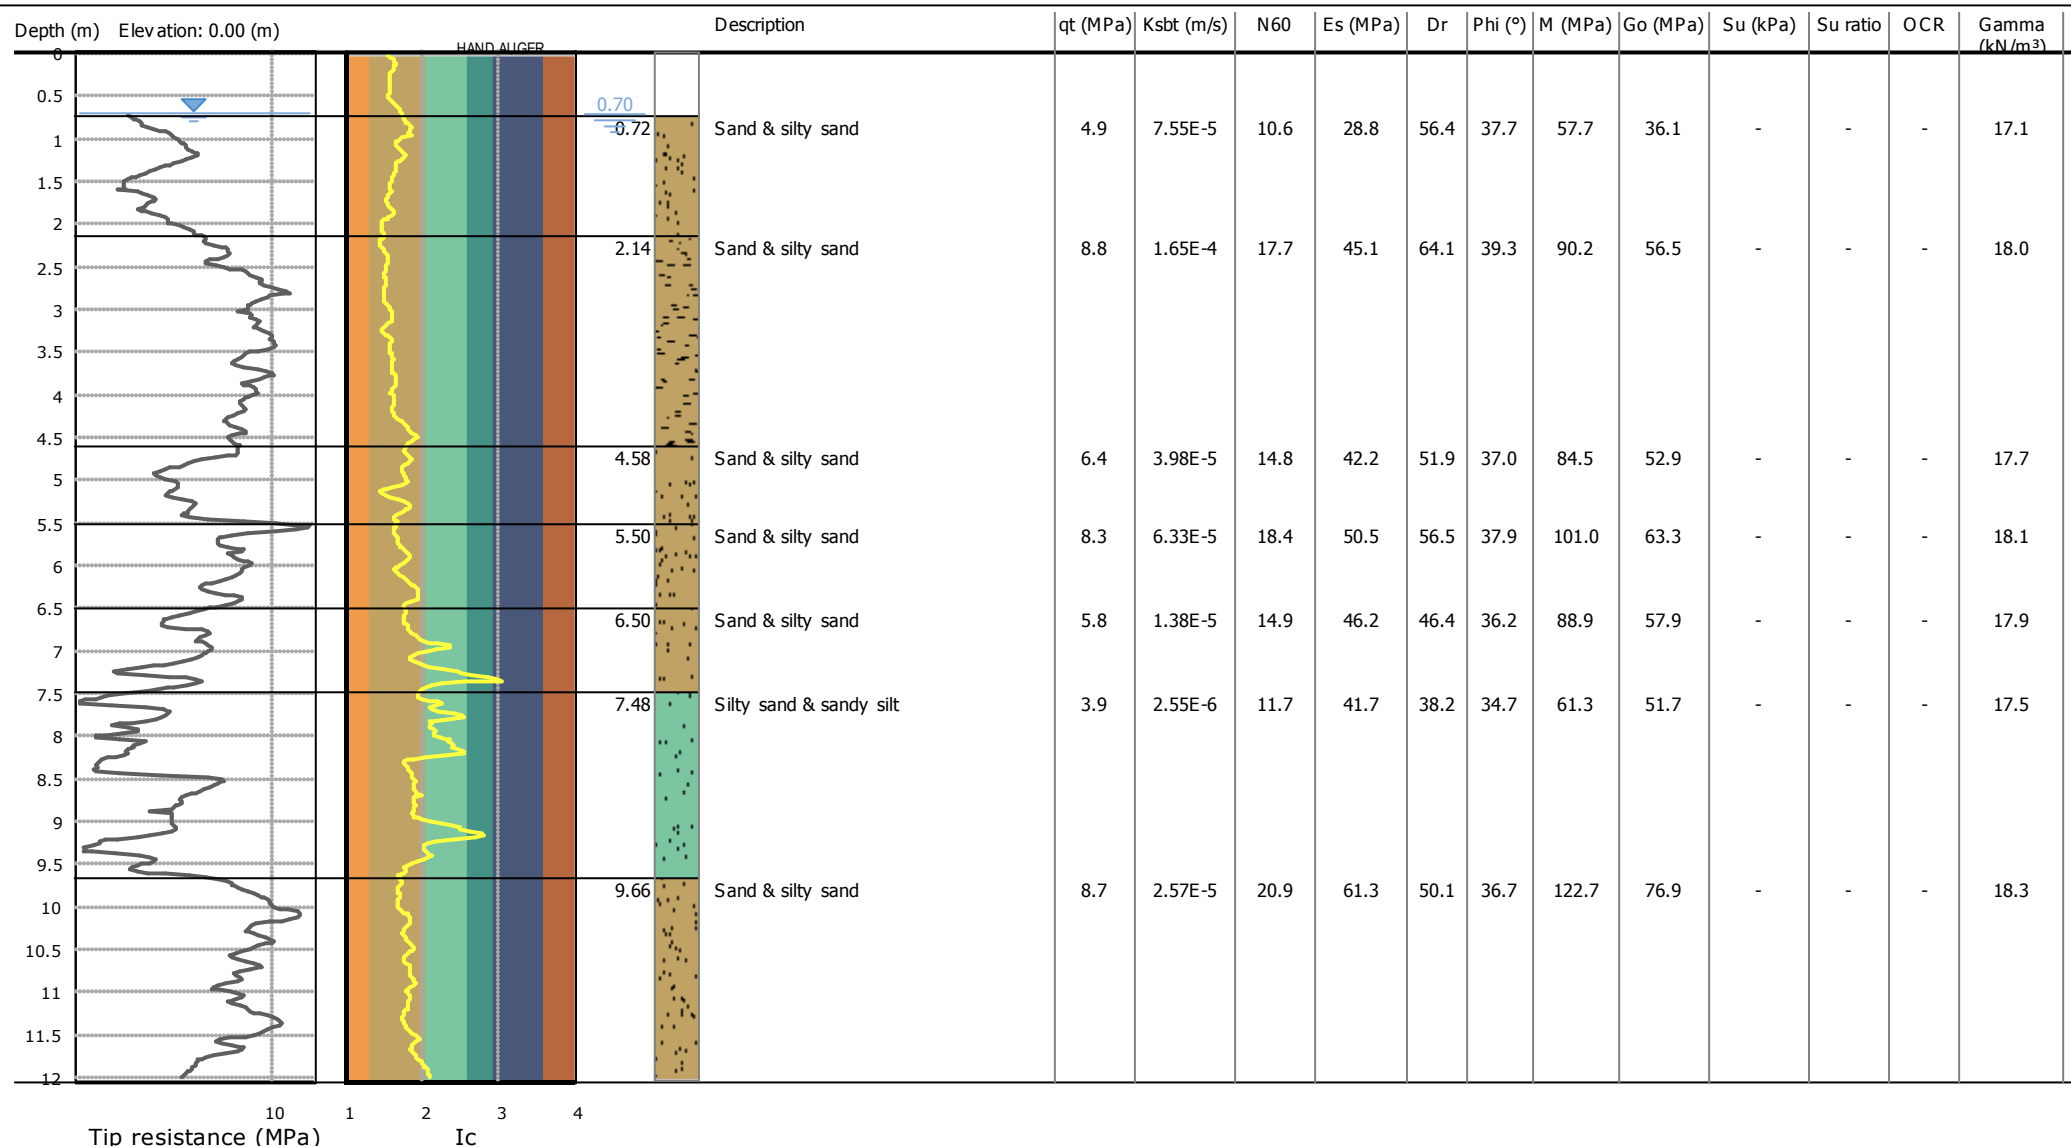 Depth (m) Elevation: 0.00 (m) HAND AUGER Description qt (MPa) Ksbt (m/s) N60 Es (MPa) Dr Phi (°) M (MPa) Go (MPa) Su (kPa) Su ratio OCR Gamma (kN/m³)
0
0.5
0.70
0.72 Sand & silty sand 4.9 7.55E-5 10.6 28.8 56.4 37.7 57.7 36.1 - - - 17.1
1
1.5
2
2.14 Sand & silty sand 8.8 1.65E-4 17.7 45.1 64.1 39.3 90.2 56.5 - - - 18.0
2.5
3
3.5
4
4.5
4.58 Sand & silty sand 6.4 3.98E-5 14.8 42.2 51.9 37.0 84.5 52.9 - - - 17.7
5
5.5
5.50 Sand & silty sand 8.3 6.33E-5 18.4 50.5 56.5 37.9 101.0 63.3 - - - 18.1
6
6.5
6.50 Sand & silty sand 5.8 1.38E-5 14.9 46.2 46.4 36.2 88.9 57.9 - - - 17.9
7
7.5
7.48 Silty sand & sandy silt 3.9 2.55E-6 11.7 41.7 38.2 34.7 61.3 51.7 - - - 17.5
8
8.5
9
9.5
9.66 Sand & silty sand 8.7 2.57E-5 20.9 61.3 50.1 36.7 122.7 76.9 - - - 18.3
10
10.5
11
11.5
12
10 1 2 3 4
Tip resistance (MPa) Ic